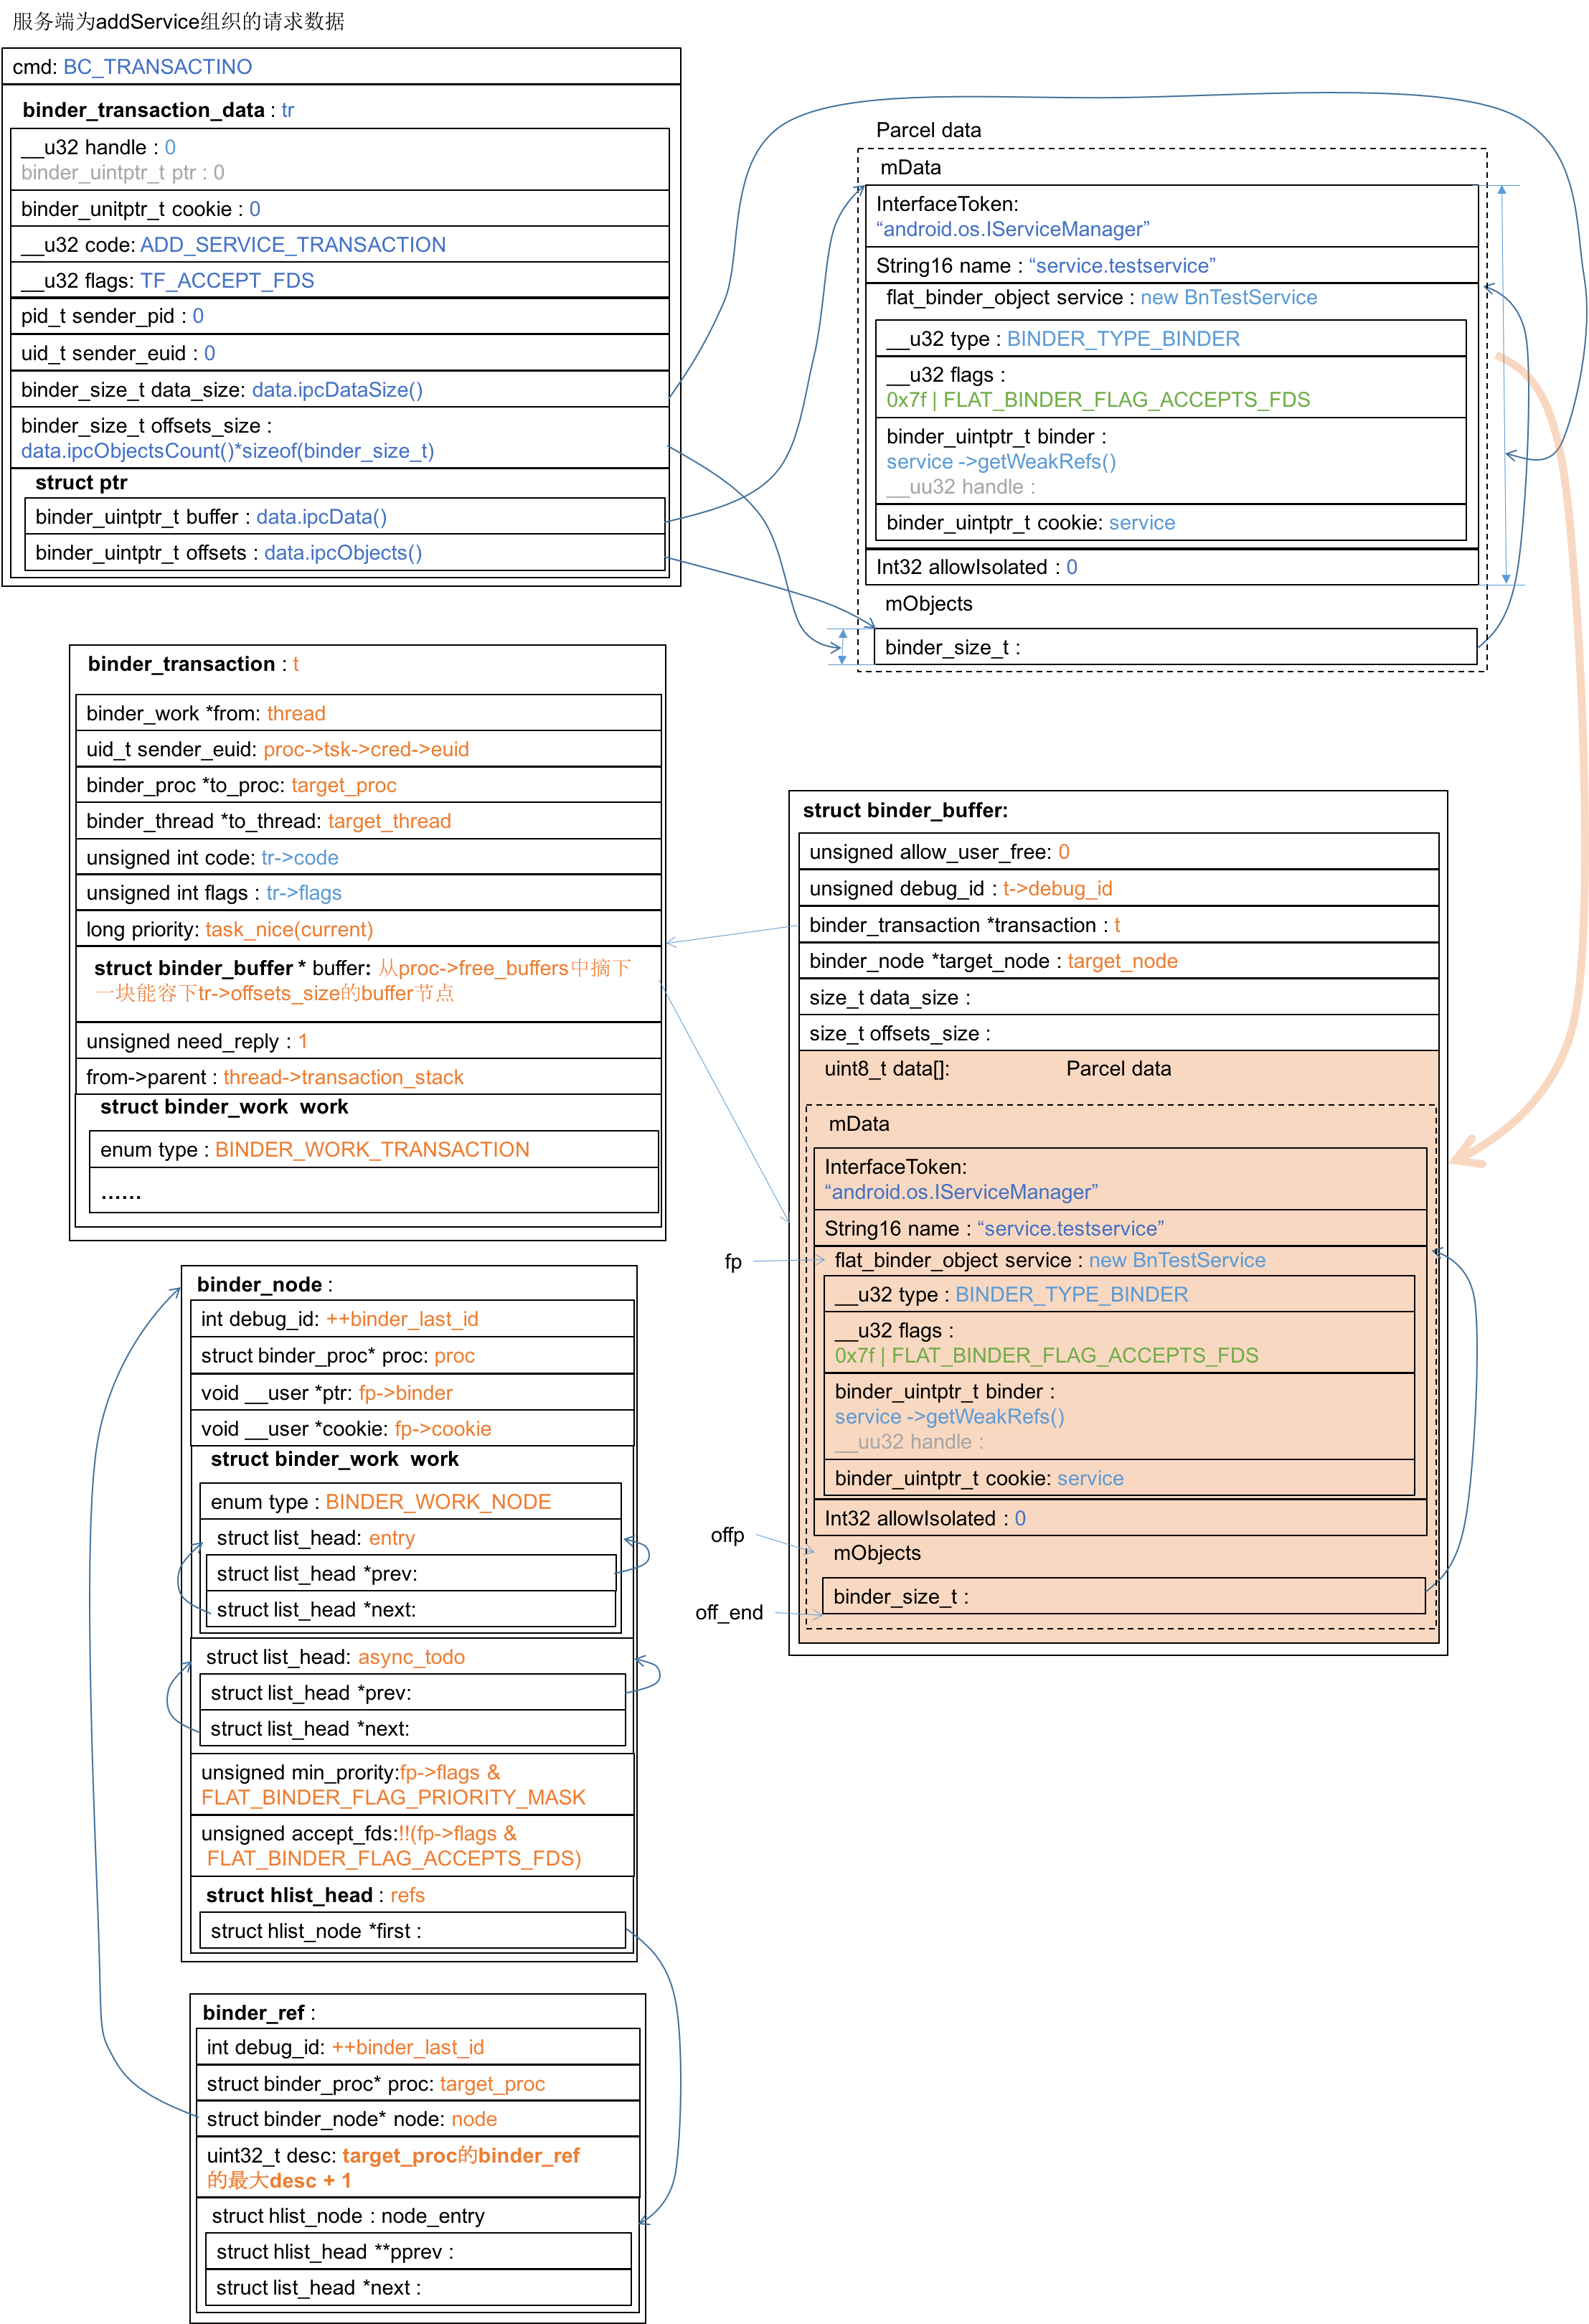 服务端为addService组织的请求数据
cmd: BC_TRANSACTINO
binder_transaction_data : tr
__u32 handle : 0
binder_uintptr_t ptr : 0
binder_unitptr_t cookie : 0
__u32 code: ADD_SERVICE_TRANSACTION
__u32 flags: TF_ACCEPT_FDS
pid_t sender_pid : 0
uid_t sender_euid : 0
binder_size_t data_size: data.ipcDataSize()
binder_size_t offsets_size :
data.ipcObjectsCount()*sizeof(binder_size_t)
struct ptr
binder_uintptr_t buffer : data.ipcData()
binder_uintptr_t offsets : data.ipcObjects()
Parcel data
mData
InterfaceToken:
“android.os.IServiceManager”
String16 name : “service.testservice”
flat_binder_object service : new BnTestService
__u32 type : BINDER_TYPE_BINDER
__u32 flags :
0x7f | FLAT_BINDER_FLAG_ACCEPTS_FDS
binder_uintptr_t binder :
service ->getWeakRefs()
__uu32 handle :
binder_uintptr_t cookie: service
Int32 allowIsolated : 0
mObjects
binder_size_t :
binder_transaction : t
binder_work *from: thread
uid_t sender_euid: proc->tsk->cred->euid
binder_proc *to_proc: target_proc
binder_thread *to_thread: target_thread
unsigned int code: tr->code
unsigned int flags : tr->flags
long priority: task_nice(current)
struct binder_buffer * buffer: 从proc->free_buffers中摘下
一块能容下tr->offsets_size的buffer节点
unsigned need_reply : 1
from->parent : thread->transaction_stack
struct binder_work work
enum type : BINDER_WORK_TRANSACTION
......
struct binder_buffer:
unsigned allow_user_free: 0
unsigned debug_id : t->debug_id
binder_transaction *transaction : t
binder_node *target_node : target_node
size_t data_size :
size_t offsets_size :
uint8_t data[]: Parcel data
mData
InterfaceToken:
“android.os.IServiceManager”
String16 name : “service.testservice”
fp
flat_binder_object service : new BnTestService
__u32 type : BINDER_TYPE_BINDER
__u32 flags :
0x7f | FLAT_BINDER_FLAG_ACCEPTS_FDS
binder_uintptr_t binder :
service ->getWeakRefs()
__uu32 handle :
binder_uintptr_t cookie: service
Int32 allowIsolated : 0
offp
mObjects
binder_size_t :
off_end
binder_node :
int debug_id: ++binder_last_id
struct binder_proc* proc: proc
void __user *ptr: fp->binder
void __user *cookie: fp->cookie
struct binder_work work
enum type : BINDER_WORK_NODE
struct list_head: entry
struct list_head *prev:
struct list_head *next:
struct list_head: async_todo
struct list_head *prev:
struct list_head *next:
unsigned min_prority:fp->flags &
FLAT_BINDER_FLAG_PRIORITY_MASK
unsigned accept_fds:!!(fp->flags &
FLAT_BINDER_FLAG_ACCEPTS_FDS)
struct hlist_head : refs
struct hlist_node *first :
binder_ref :
int debug_id: ++binder_last_id
struct binder_proc* proc: target_proc
struct binder_node* node: node
uint32_t desc: target_proc的binder_ref
的最大desc + 1
struct hlist_node : node_entry
struct hlist_head **pprev :
struct list_head *next :